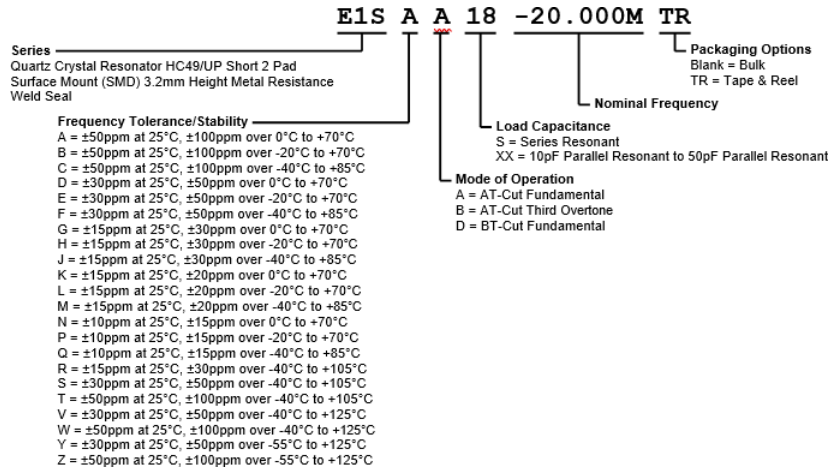 E1S A A 18 -20.000M TR
Series
Quartz Crystal Resonator HC49/UP Short 2 Pad
Surface Mount (SMD) 3.2mm Height Metal Resistance
Weld Seal
Frequency Tolerance/Stability
A = ±50ppm at 25°C, ±100ppm over 0°C to +70°C
B = ±50ppm at 25°C, ±100ppm over -20°C to +70°C
C = ±50ppm at 25°C, ±100ppm over -40°C to +85°C
D = ±30ppm at 25°C, ±50ppm over 0°C to +70°C
E = ±30ppm at 25°C, ±50ppm over -20°C to +70°C
F = ±30ppm at 25°C, ±50ppm over -40°C to +85°C
G = ±15ppm at 25°C, ±30ppm over 0°C to +70°C
H = ±15ppm at 25°C, ±30ppm over -20°C to +70°C
J = ±15ppm at 25°C, ±30ppm over -40°C to +85°C
K = ±15ppm at 25°C, ±20ppm over 0°C to +70°C
L = ±15ppm at 25°C, ±20ppm over -20°C to +70°C
M = ±15ppm at 25°C, ±20ppm over -40°C to +85°C
N = ±10ppm at 25°C, ±15ppm over 0°C to +70°C
P = ±10ppm at 25°C, ±15ppm over -20°C to +70°C
Q = ±10ppm at 25°C, ±15ppm over -40°C to +85°C
R = ±15ppm at 25°C, ±30ppm over -40°C to +105°C
S = ±30ppm at 25°C, ±50ppm over -40°C to +105°C
T = ±50ppm at 25°C, ±100ppm over -40°C to +105°C
V = ±30ppm at 25°C, ±50ppm over -40°C to +125°C
W = ±50ppm at 25°C, ±100ppm over -40°C to +125°C
Y = ±30ppm at 25°C, ±50ppm over -55°C to +125°C
Z = ±50ppm at 25°C, ±100ppm over -55°C to +125°C
Mode of Operation
A = AT-Cut Fundamental
B = AT-Cut Third Overtone
D = BT-Cut Fundamental
Load Capacitance
S = Series Resonant
XX = 10pF Parallel Resonant to 50pF Parallel Resonant
Nominal Frequency
Packaging Options
Blank = Bulk
TR = Tape & Reel